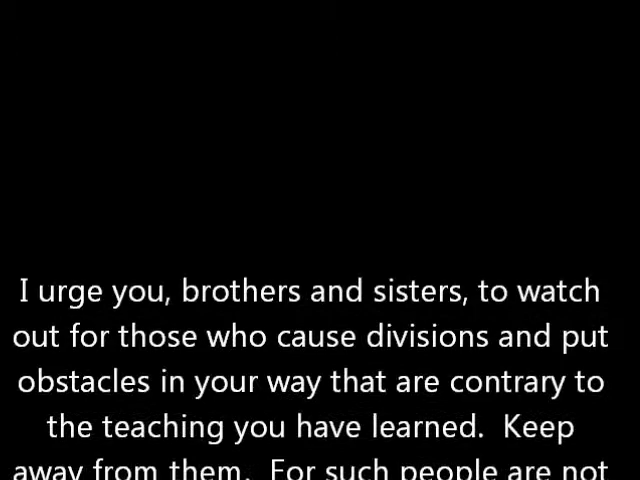 I urge you, brothers and sisters, to watch
out for those who cause divisions and put
obstacles in your way that are contrary to
the teaching you have learned.  Keep
away from them.  For such people are not